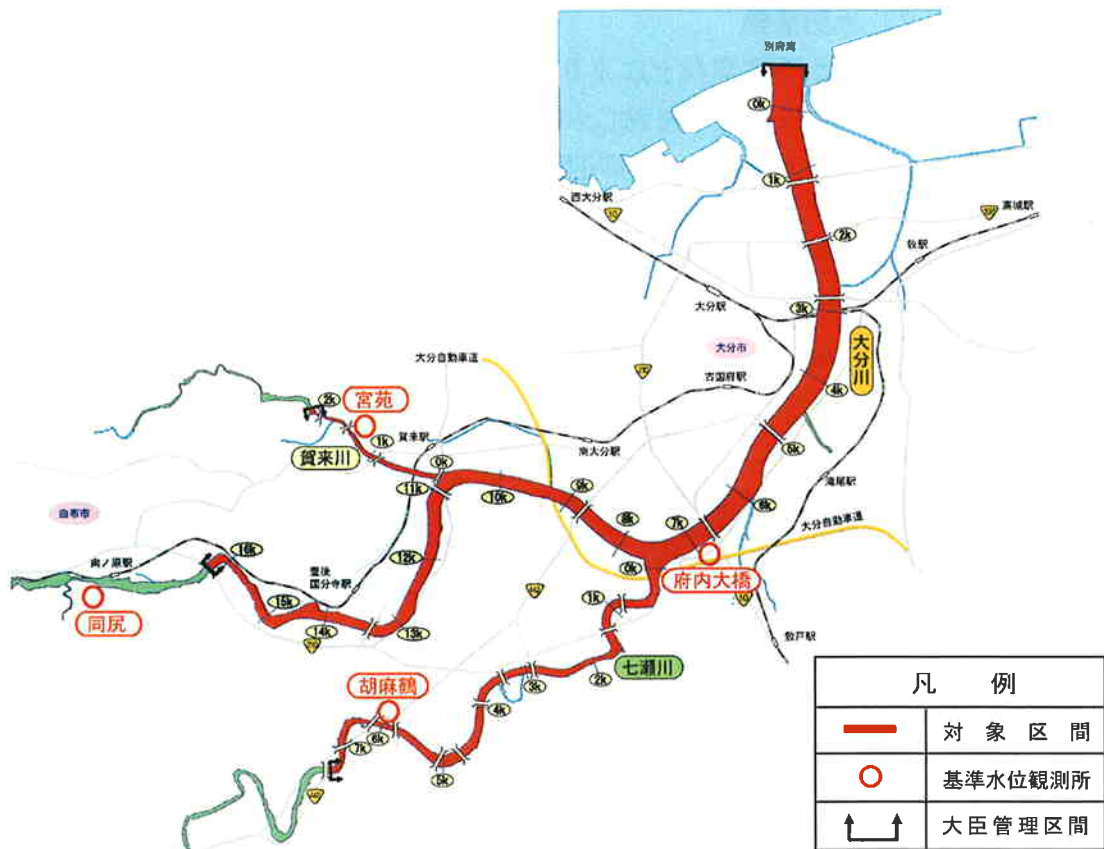 別府湾
0k
1k
西大分駅
高城駅
2k
牧駅
大分駅
3k
大分市
大分川
大分自動車道
古国府駅
4k
2k
宮苑
1k
賀来駅
南大分駅
5k
賀来川
0k
11k
10k
9k
滝尾駅
6k
8k
7k
大分自動車道
由布市
16k
12k
0k
府内大橋
向ノ原駅
豊後
国分寺駅
同尻
15k
14k
13k
1k
敷戸駅
七瀬川
2k
3k
胡麻鶴
4k
7k
6k
5k
凡 例
対 象 区 間
基準水位観測所
大臣管理区間